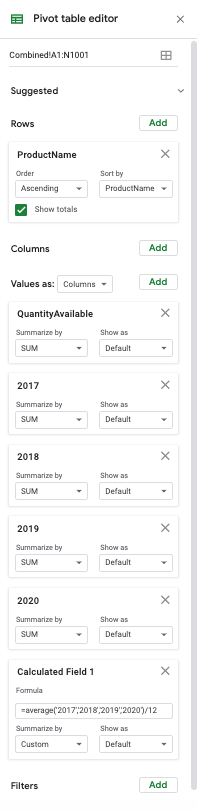 Pivot table editor
Combined!A1:N1001
Suggested
Rows
Add
ProductName
Order
Sort by
Ascending
ProductName
Show totals
Columns
Add
Values as:
Columns
Add
QuantityAvailable
Summarize by
Show as
SUM
Default
2017
Summarize by
Show as
SUM
Default
2018
Summarize by
Show as
SUM
Default
2019
Summarize by
Show as
SUM
Default
2020
Summarize by
Show as
SUM
Default
Calculated Field 1
Formula
=average('2017','2018','2019','2020')/12
Summarize by
Show as
Custom
Default
Filters
Add